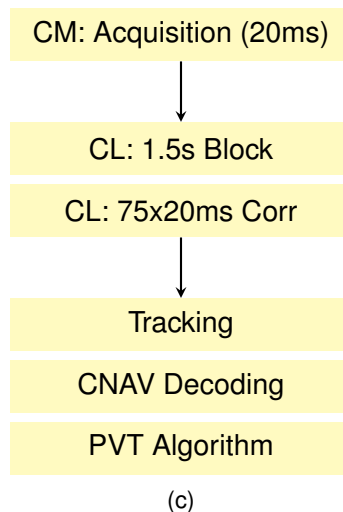 CM: Acquisition (20ms)
CL: 1.5s Block
CL: 75x20ms Corr
Tracking
CNAV Decoding
PVT Algorithm
(c)